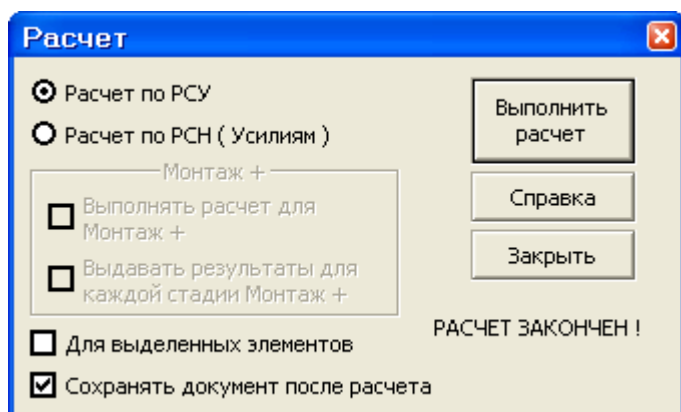 Расчет
Расчет по РСУ
Расчет по РСН ( Усилиям )
Монтаж +
Выполнять расчет для
Монтаж +
Выдавать результаты для
каждой стадии Монтаж +
Для выделенных элементов
Сохранять документ после расчета
Выполнить
расчет
Справка
Закрыть
РАСЧЕТ ЗАКОНЧЕН !